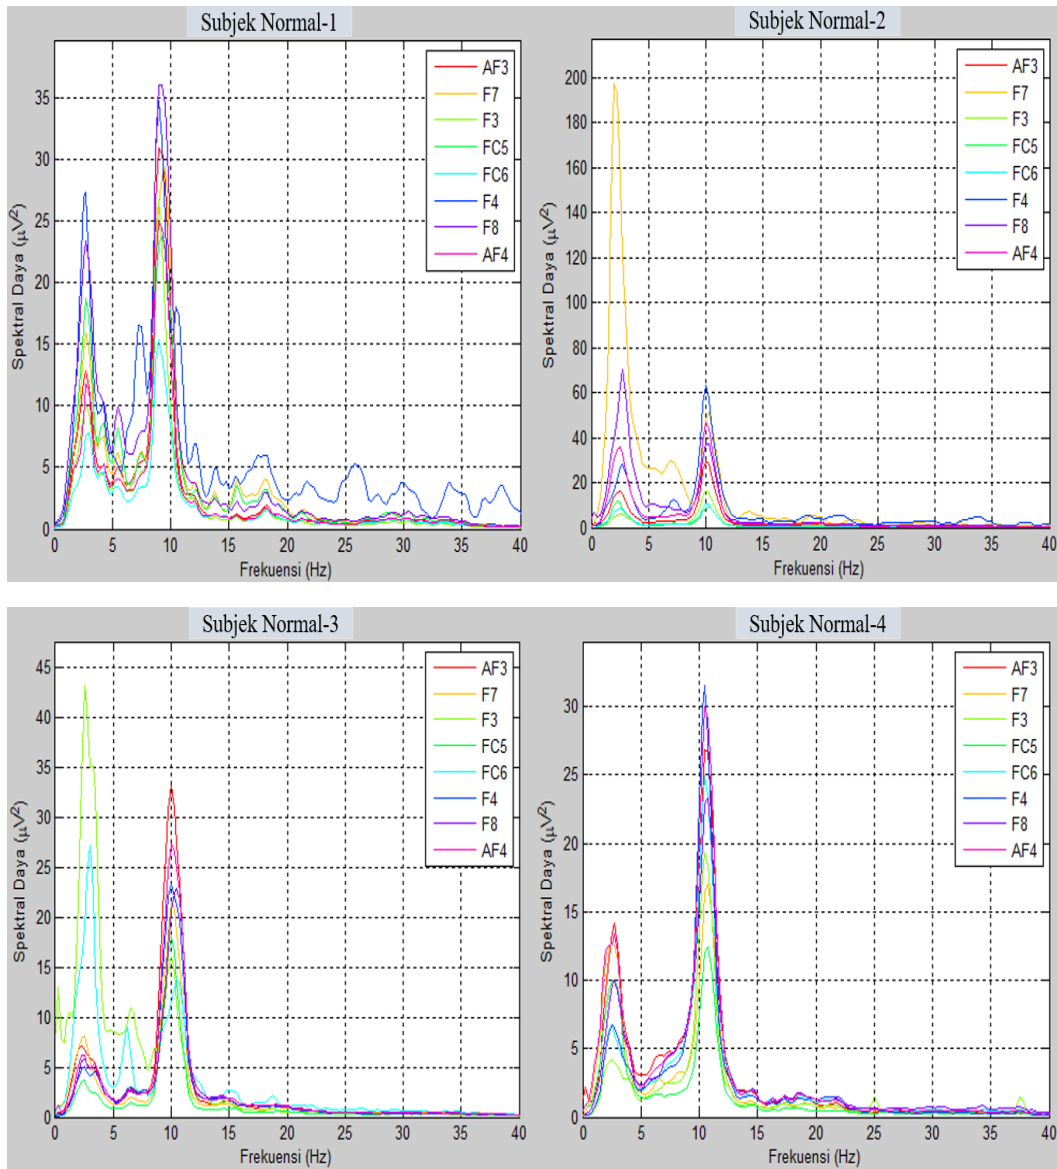 Subjek Normal-1
Spektral Daya (μV²)
35
30
25
20
15
10
5
0
0 5 10 15 20 25 30 35 40
Frekuensi (Hz)
AF3
F7
F3
FC5
FC6
F4
F8
AF4
Subjek Normal-2
Spektral Daya (μV²)
200
180
160
140
120
100
80
60
40
20
0
0 5 10 15 20 25 30 35 40
Frekuensi (Hz)
AF3
F7
F3
FC5
FC6
F4
F8
AF4
Subjek Normal-3
Spektral Daya (μV²)
45
40
35
30
25
20
15
10
5
0
0 5 10 15 20 25 30 35 40
Frekuensi (Hz)
AF3
F7
F3
FC5
FC6
F4
F8
AF4
Subjek Normal-4
Spektral Daya (μV²)
30
25
20
15
10
5
0
0 5 10 15 20 25 30 35 40
Frekuensi (Hz)
AF3
F7
F3
FC5
FC6
F4
F8
AF4